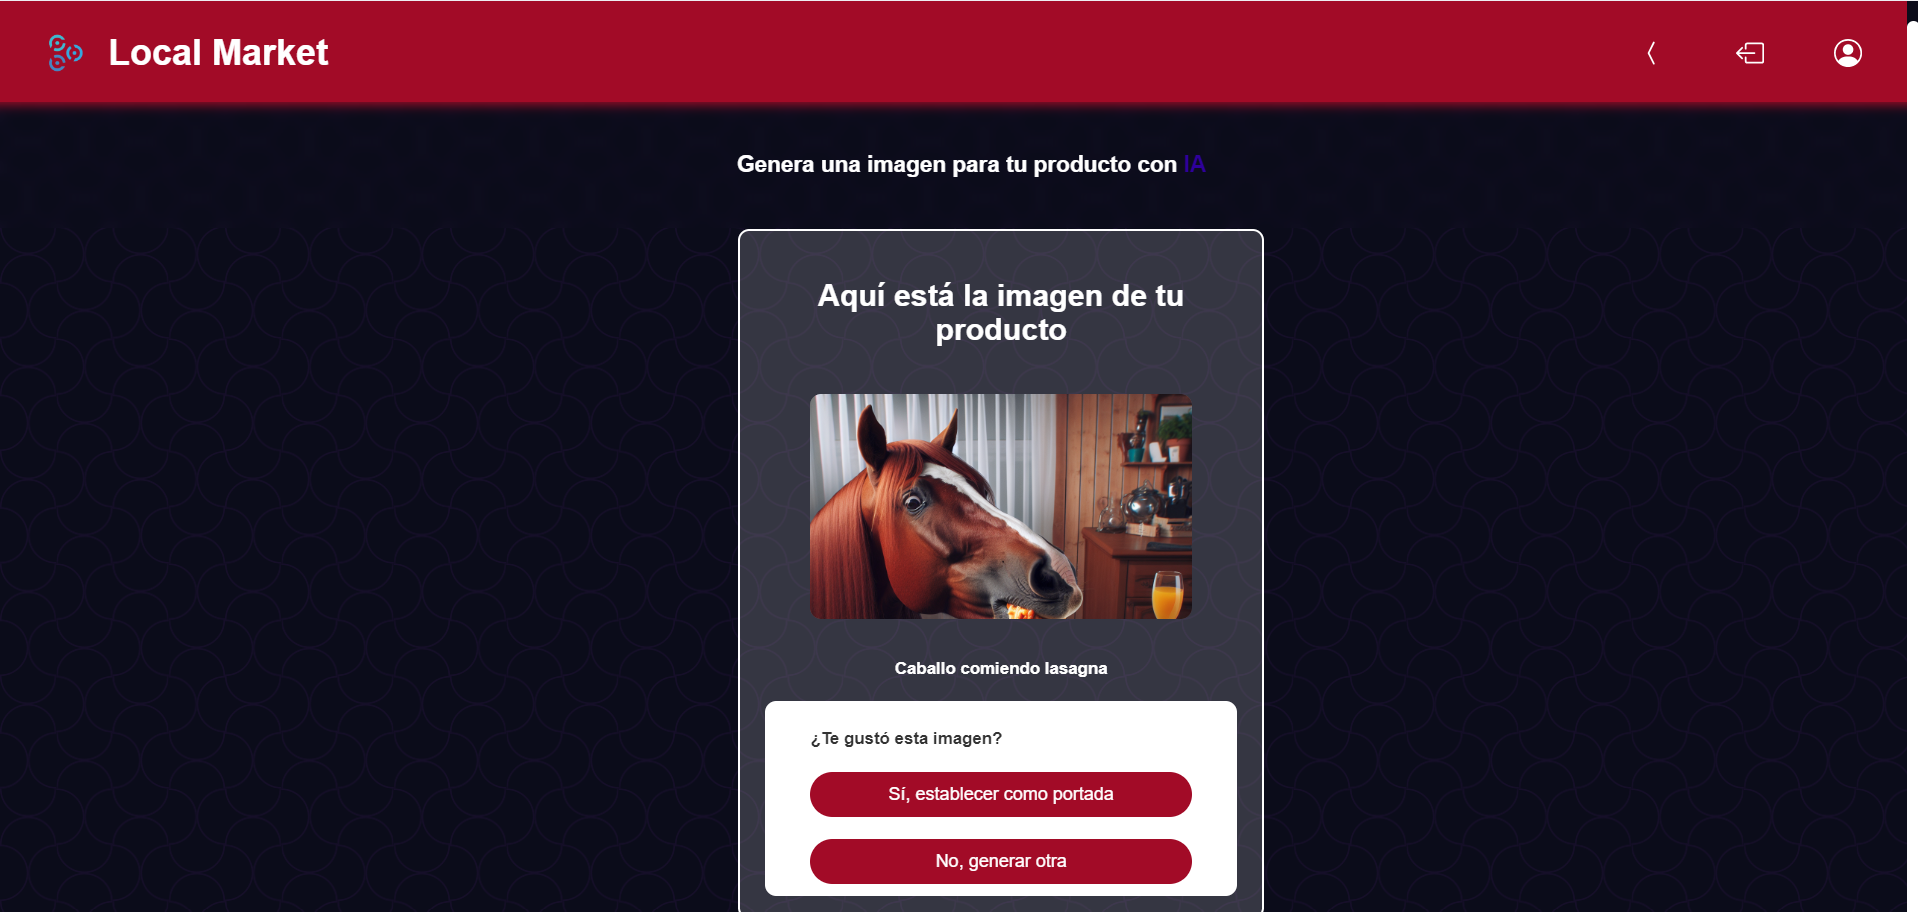 Local Market
Genera una imagen para tu producto con IA
Aquí está la imagen de tu
producto
Caballo comiendo lasagna
¿Te gustó esta imagen?
Sí, establecer como portada
No, generar otra